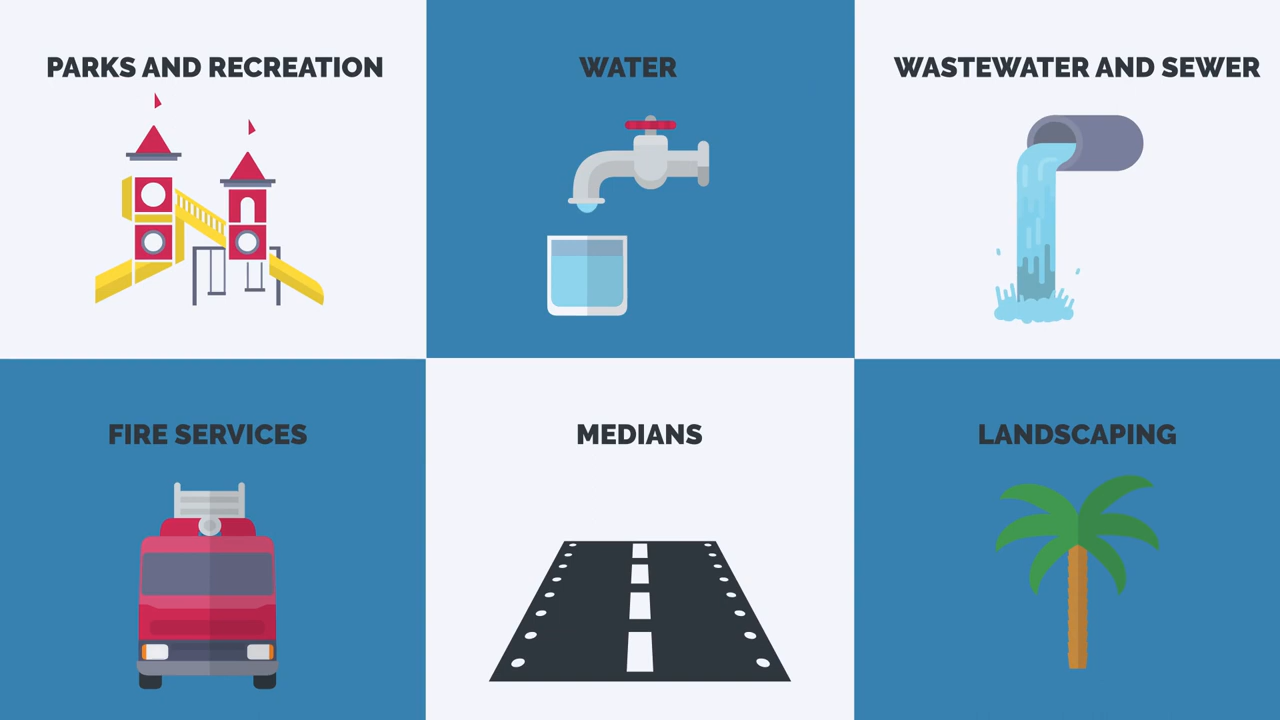 PARKS AND RECREATION
WATER
WASTEWATER AND SEWER
FIRE SERVICES
MEDIANS
LANDSCAPING